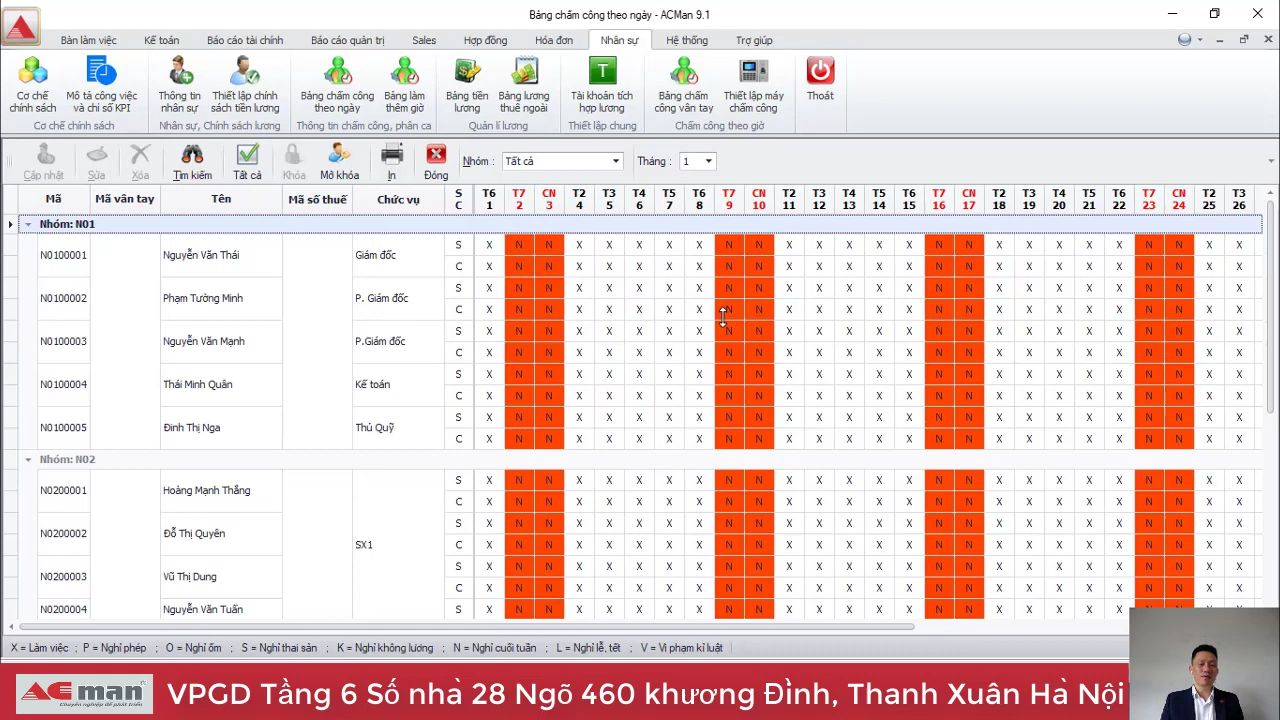 Bảng chấm công theo ngày - ACMan 9.1
Bàn làm việc Kế toán Báo cáo tài chính Báo cáo quản trị Sales Hợp đồng Hóa đơn Nhân sự Hệ thống Trợ giúp
Cơ chế chính sách Mô tả công việc và chỉ số KPI Thông tin nhân sự Thiết lập chính sách tiền lương Bảng chấm công theo ngày Bảng làm thêm giờ Bảng tiền lương Bảng lương thuê ngoài Tài khoản tích hợp lương Bảng chấm công vân tay Thiết lập máy chấm công Thoát
Cơ chế chính sách Nhân sự, Chính sách lương Thông tin chấm công, phân ca Quản lí lương Thiết lập chung Chấm công theo giờ
Cập nhật Sửa Xóa Tìm kiếm Tất cả Khóa Mở khóa In Đóng Nhóm : Tất cả Tháng : 1
Mã Mã vân tay Tên Mã số thuế Chức vụ S T6 T7 CN T2 T3 T4 T5 T6 T7 CN T2 T3 T4 T5 T6 T7 CN T2 T3 T4 T5 T6 T7 CN T2 T3
C 1 2 3 4 5 6 7 8 9 10 11 12 13 14 15 16 17 18 19 20 21 22 23 24 25 26
Nhóm: N01
N0100001 Nguyễn Văn Thái Giám đốc
S X N N X X X X X N N X X X X X N N X X X X X N N X X
C X N N X X X X X N N X X X X X N N X X X X X N N X X
N0100002 Phạm Tường Minh P. Giám đốc
S X N N X X X X X N N X X X X X N N X X X X X N N X X
C X N N X X X X X N N X X X X X N N X X X X X N N X X
N0100003 Nguyễn Văn Mạnh P.Giám đốc
S X N N X X X X X N N X X X X X N N X X X X X N N X X
C X N N X X X X X N N X X X X X N N X X X X X N N X X
N0100004 Thái Minh Quân Kế toán
S X N N X X X X X N N X X X X X N N X X X X X N N X X
C X N N X X X X X N N X X X X X N N X X X X X N N X X
N0100005 Đinh Thị Nga Thủ Quỹ
S X N N X X X X X N N X X X X X N N X X X X X N N X X
C X N N X X X X X N N X X X X X N N X X X X X N N X X
Nhóm: N02
N0200001 Hoàng Mạnh Thắng
S X N N X X X X X N N X X X X X N N X X X X X N N X X
C X N N X X X X X N N X X X X X N N X X X X X N N X X
N0200002 Đỗ Thị Quyên SX1
S X N N X X X X X N N X X X X X N N X X X X X N N X X
C X N N X X X X X N N X X X X X N N X X X X X N N X X
N0200003 Vũ Thị Dung
S X N N X X X X X N N X X X X X N N X X X X X N N X X
C X N N X X X X X N N X X X X X N N X X X X X N N X X
N0200004 Nguyễn Văn Tuấn
S X N N X X X X X N N X X X X X N N X X X X X N N X X
X = Làm việc ; P = Nghỉ phép ; O = Nghỉ ốm ; S = Nghỉ thai sản ; K = Nghỉ không lương ; N = Nghỉ cuối tuần ; L = Nghỉ lễ, tết ; V = Vi phạm kỉ luật
ACman
Chuyên nghiệp để phát triển
VPGD Tầng 6 Số nhà 28 Ngõ 460 khương Đình, Thanh Xuân Hà Nội